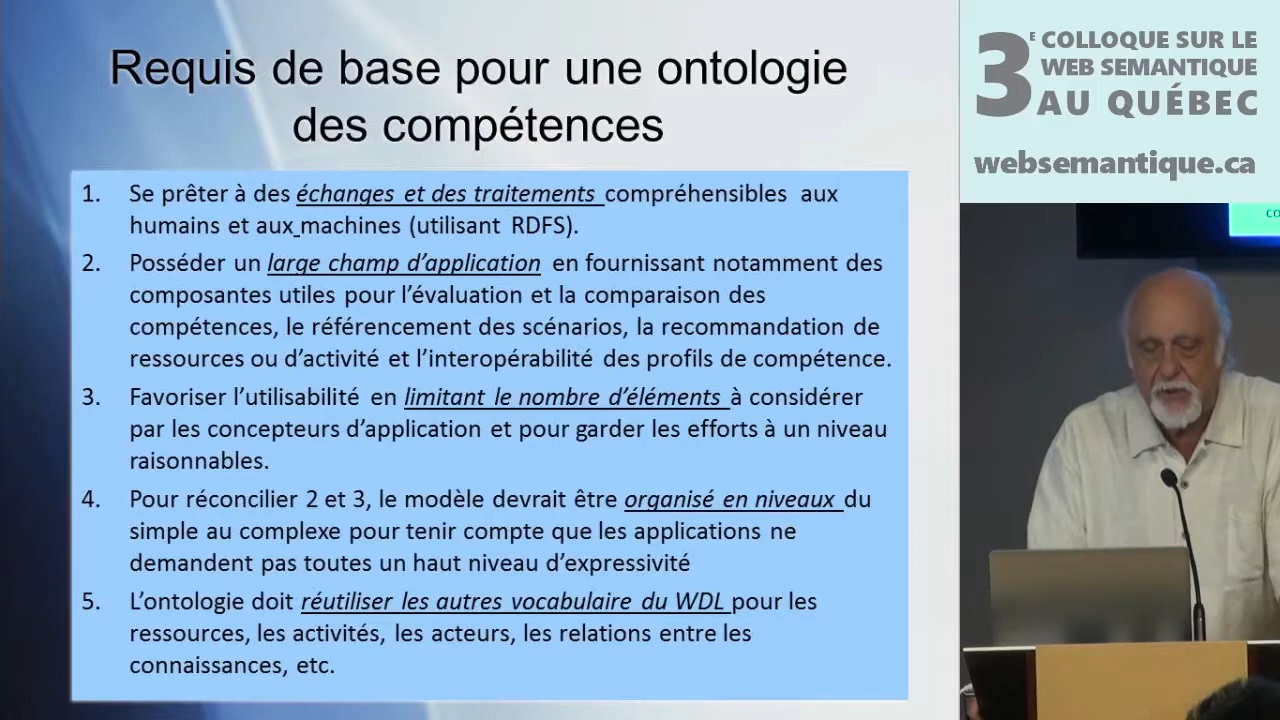 Requis de base pour une ontologie
des compétences
1. Se prêter à des échanges et des traitements compréhensibles aux
humains et aux machines (utilisant RDFS).
2. Posséder un large champ d’application en fournissant notamment des
composantes utiles pour l’évaluation et la comparaison des
compétences, le référencement des scénarios, la recommandation de
ressources ou d’activité et l’interopérabilité des profils de compétence.
3. Favoriser l’utilisabilité en limitant le nombre d’éléments à considérer
par les concepteurs d’application et pour garder les efforts à un niveau
raisonnables.
4. Pour réconcilier 2 et 3, le modèle devrait être organisé en niveaux du
simple au complexe pour tenir compte que les applications ne
demandent pas toutes un haut niveau d’expressivité
5. L’ontologie doit réutiliser les autres vocabulaire du WDL pour les
ressources, les activités, les acteurs, les relations entre les
connaissances, etc.
3E COLLOQUE SUR LE
WEB SEMANTIQUE
AU QUÉBEC
websemantique.ca